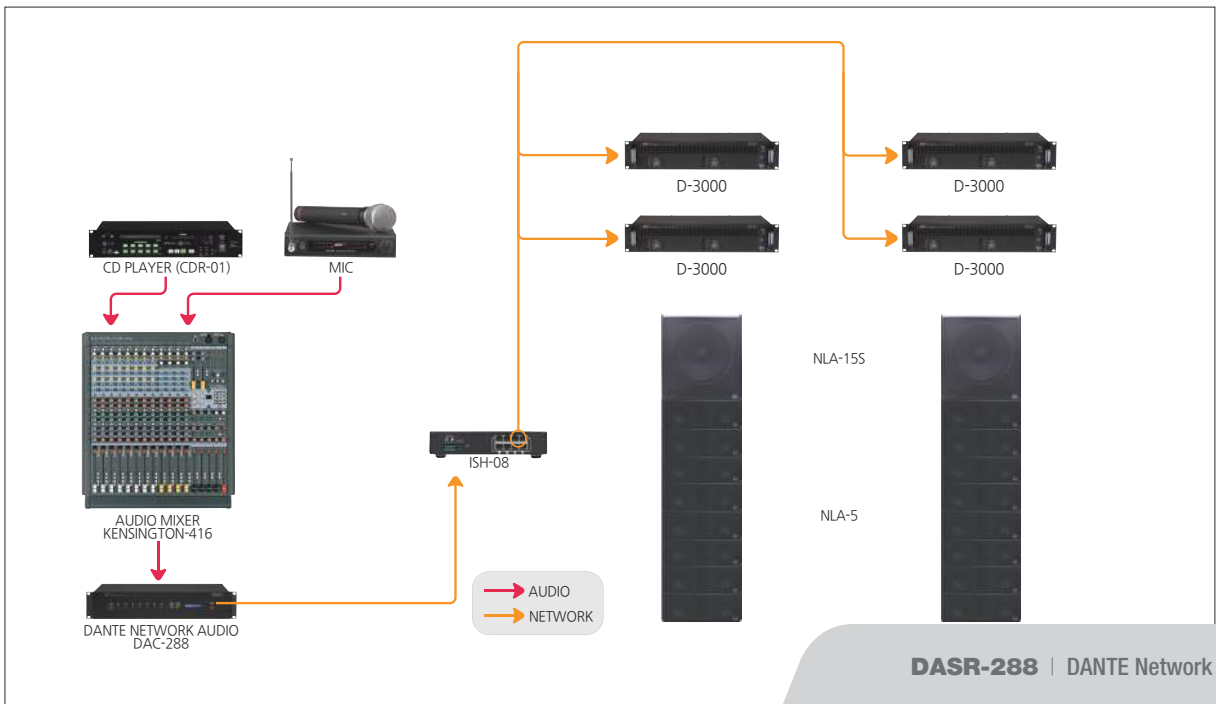 D-3000
D-3000
CD PLAYER (CDR-01)
MIC
D-3000
D-3000
NLA-15S
ISH-08
NLA-5
AUDIO MIXER
KENSINGTON-416
AUDIO
NETWORK
DANTE NETWORK AUDIO
DAC-288
DASR-288 | DANTE Network